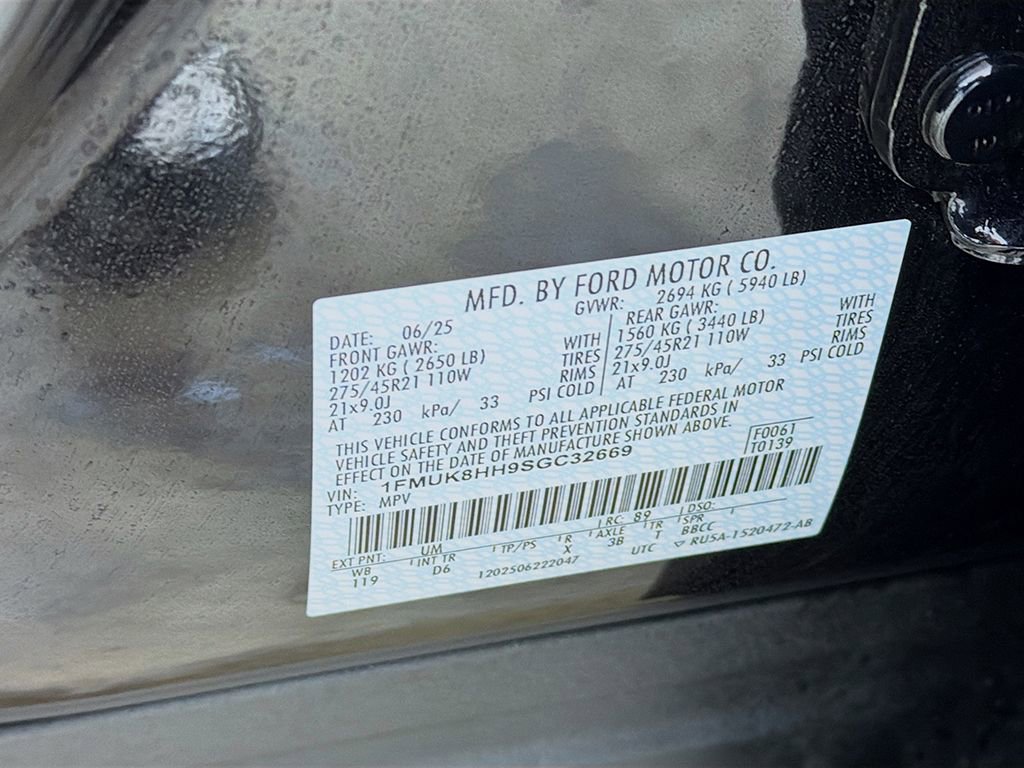 MFD. BY FORD MOTOR CO.
DATE: 06/25 GVWR: 2694 KG ( 5940 LB)
FRONT GAWR: WITH REAR GAWR: WITH
1202 KG ( 2650 LB) TIRES 1560 KG ( 3440 LB) TIRES
275/45R21 110W RIMS 275/45R21 110W RIMS
21x9.0J PSI COLD 21x9.0J PSI COLD
AT 230 kPa/ 33 AT 230 kPa/ 33
THIS VEHICLE CONFORMS TO ALL APPLICABLE FEDERAL MOTOR
VEHICLE SAFETY AND THEFT PREVENTION STANDARDS IN
EFFECT ON THE DATE OF MANUFACTURE SHOWN ABOVE.
F0061
T0139
VIN: 1FMUK8HH9SGC32669
TYPE: MPV
EXT PNT: UM RC: 89 DSO:
WB INT TR TP/PS R AXLE TR SPR
119 D6 X 3B T BBCC
1202506222047 UTC RU5A-1520472-AB